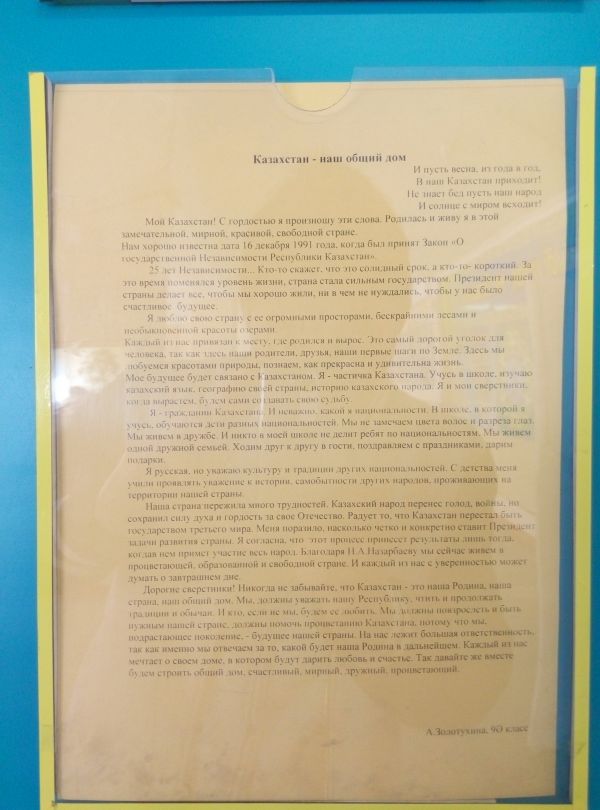 Казахстан - наш общий дом
И пусть весна, из года в год,
В наш Казахстан приходит!
Не знает бед пусть наш народ
И солнце с миром всходит!
Мой Казахстан! С гордостью я произношу эти слова. Родилась и живу я в этой
замечательной, мирной, красивой, свободной стране.
Нам хорошо известна дата 16 декабря 1991 года, когда был принят Закон «О
государственной Независимости Республики Казахстан».
25 лет Независимости... Кто-то скажет, что это солидный срок, а кто-то- короткий. За
это время поменялся уровень жизни, страна стала сильным государством. Президент нашей
страны делает все, чтобы мы хорошо жили, ни в чем не нуждались, чтобы у нас было
счастливое будущее.
Я люблю свою страну с ее огромными просторами, бескрайними лесами и
необыкновенной красоты озерами.
Каждый из нас привязан к месту, где родился и вырос. Это самый дорогой уголок для
человека, так как здесь наши родители, друзья, наши первые шаги по Земле. Здесь мы
любуемся красотами природы, познаем, как прекрасна и удивительна жизнь.
Мое будущее будет связано с Казахстаном. Я - частичка Казахстана. Учусь в школе, изучаю
казахский язык, географию своей страны, историю казахского народа. Я и мои сверстники,
когда вырастем, будем сами создавать свою судьбу.
Я - гражданин Казахстана. И неважно, какой я национальности. В школе, в которой я
учусь, обучаются дети разных национальностей. Мы не замечаем цвета волос и разреза глаз.
Мы живем в дружбе. И никто в моей школе не делит ребят по национальностям. Мы живем
одной дружной семьей. Ходим друг к другу в гости, поздравляем с праздниками, дарим
подарки.
Я русская, но уважаю культуру и традиции других национальностей. С детства меня
учили проявлять уважение к истории, самобытности других народов, проживающих на
территории нашей страны.
Наша страна пережила много трудностей. Казахский народ перенес голод, войны, но
сохранил силу духа и гордость за свое Отечество. Радует то, что Казахстан перестал быть
государством третьего мира. Меня поразило, насколько четко и конкретно ставит Президент
задачи развития страны. Я согласна, что этот процесс принесет результаты лишь тогда,
когдав нем примет участие весь народ. Благодаря Н.А.Назарбаеву мы сейчас живем в
процветающей, образованной и свободной стране. И каждый из нас с уверенностью может
думать о завтрашнем дне.
Дорогие сверстники! Никогда не забывайте, что Казахстан - это наша Родина, наша
страна, наш общий дом. Мы, должны уважать нашу Республику, чтить и продолжать
традиции и обычаи. И кто, если не мы, будем ее любить. Мы должны повзрослеть и быть
нужными нашей стране, должны помочь процветанию Казахстана, потому что мы,
подрастающее поколение, - будущее нашей страны. На нас лежит большая ответственность,
так как именно мы отвечаем за то, какой будет наша Родина в дальнейшем. Каждый из нас
мечтает о своем доме, в котором будут дарить любовь и счастье. Так давайте же вместе
будем строить общий дом, счастливый, мирный, дружный, процветающий.
А.Золотухина, 9Ә класс